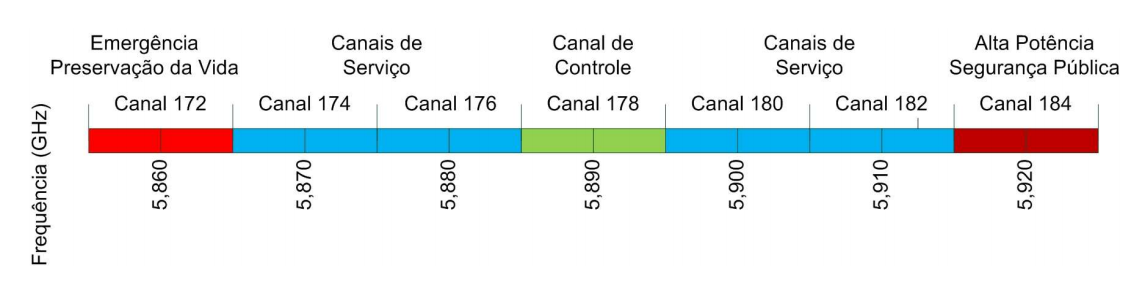 Emergência
Preservação da Vida
Canais de
Serviço
Canal de
Controle
Canais de
Serviço
Alta Potência
Segurança Pública
Canal 172
Canal 174
Canal 176
Canal 178
Canal 180
Canal 182
Canal 184
Frequência (GHz)
5,860
5,870
5,880
5,890
5,900
5,910
5,920